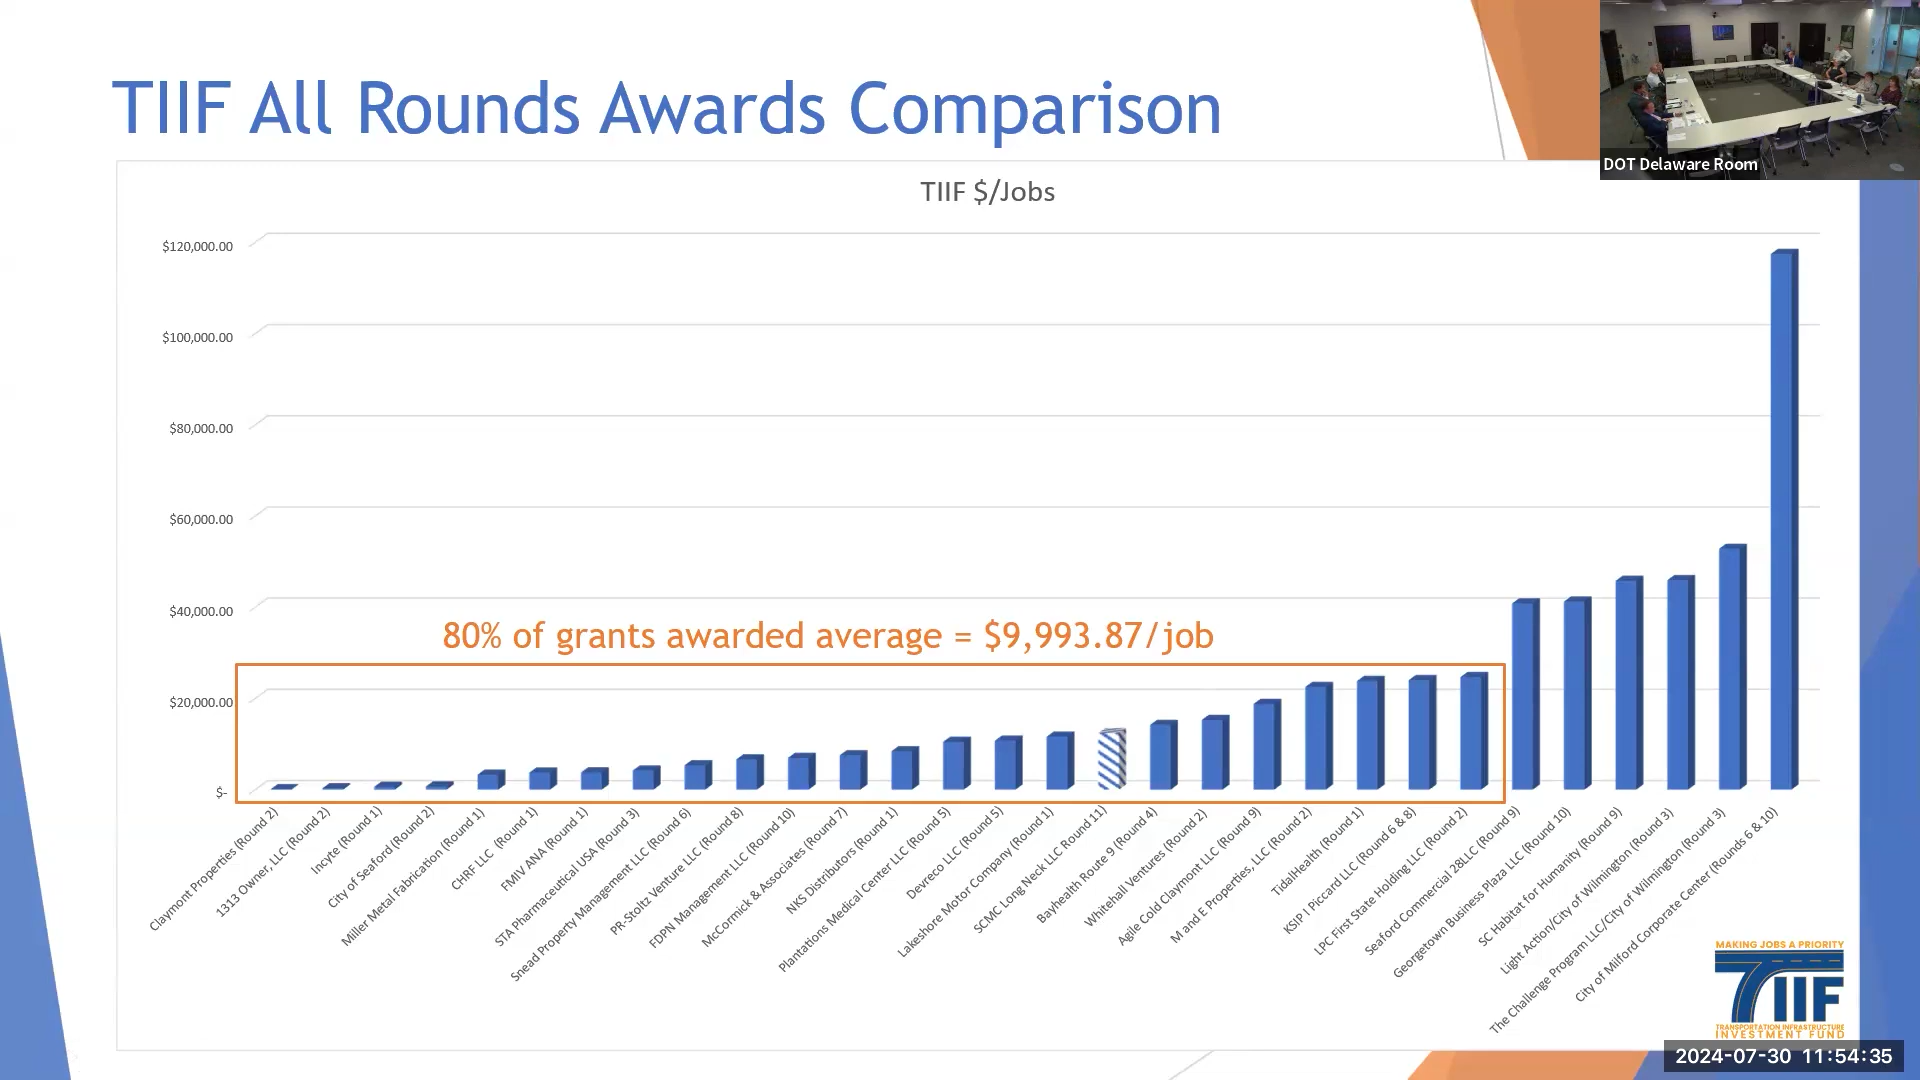 TIIF All Rounds Awards Comparison
DOT Delaware Room
TIIF $/Jobs
$120,000.00
$100,000.00
$80,000.00
$60,000.00
$40,000.00
$20,000.00
$-
80% of grants awarded average = $9,993.87/job
Claymont Properties (Round 2)
1313 Owner, LLC (Round 2)
Incyte (Round 1)
City of Seaford (Round 2)
Miller Metal Fabrication (Round 1)
CHRF LLC (Round 1)
FMIV ANA (Round 1)
STA Pharmaceutical USA (Round 3)
Snead Property Management LLC (Round 6)
PR-Stoltz Venture LLC (Round 8)
FDPN Management LLC (Round 10)
McCormick & Associates (Round 7)
NKS Distributors (Round 1)
Plantations Medical Center LLC (Round 5)
Devreco LLC (Round 5)
Lakeshore Motor Company (Round 1)
SCMC Long Neck LLC Round 11)
Bayhealth Route 9 (Round 4)
Whitehall Ventures (Round 2)
Agile Cold Claymont LLC (Round 9)
M and E Properties, LLC (Round 2)
TidalHealth (Round 1)
KSIP I Piccard LLC (Round 6 & 8)
LPC First State Holding LLC (Round 2)
Seaford Commercial 28LLC (Round 9)
Georgetown Business Plaza LLC (Round 10)
SC Habitat for Humanity (Round 9)
Light Action/City of Wilmington (Round 3)
The Challenge Program LLC/City of Wilmington (Round 3)
City of Milford Corporate Center (Rounds 6 & 10)
MAKING JOBS A PRIORITY
TIIF
TRANSPORTATION INFRASTRUCTURE
INVESTMENT FUND
2024-07-30 11:54:35